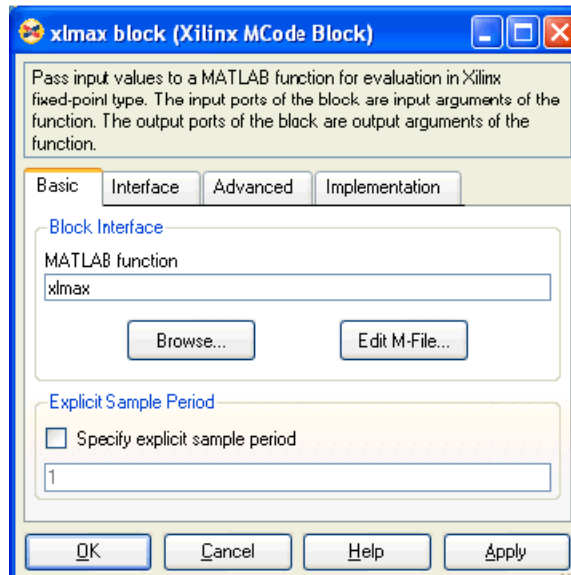 xlmax block (Xilinx MCode Block)
Pass input values to a MATLAB function for evaluation in Xilinx
fixed-point type. The input ports of the block are input arguments of the
function. The output ports of the block are output arguments of the
function.
Basic Interface Advanced Implementation
Block Interface
MATLAB function
xlmax
Browse... Edit M-File...
Explicit Sample Period
Specify explicit sample period
1
OK Cancel Help Apply